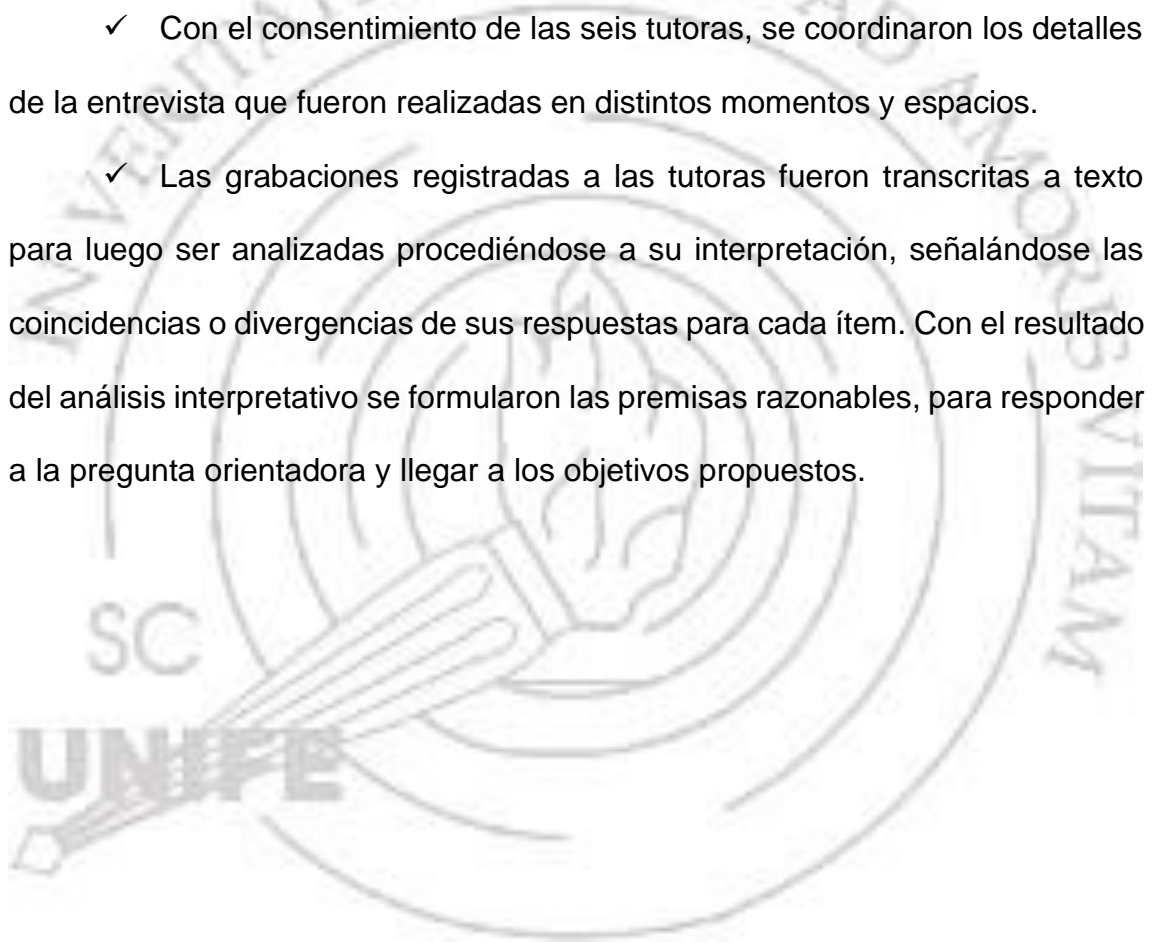 ✓ Con el consentimiento de las seis tutoras, se coordinaron los detalles
de la entrevista que fueron realizadas en distintos momentos y espacios.
✓ Las grabaciones registradas a las tutoras fueron transcritas a texto
para luego ser analizadas procediéndose a su interpretación, señalándose las
coincidencias o divergencias de sus respuestas para cada ítem. Con el resultado
del análisis interpretativo se formularon las premisas razonables, para responder
a la pregunta orientadora y llegar a los objetivos propuestos.
AMORES VITAM
SC
UNIFE